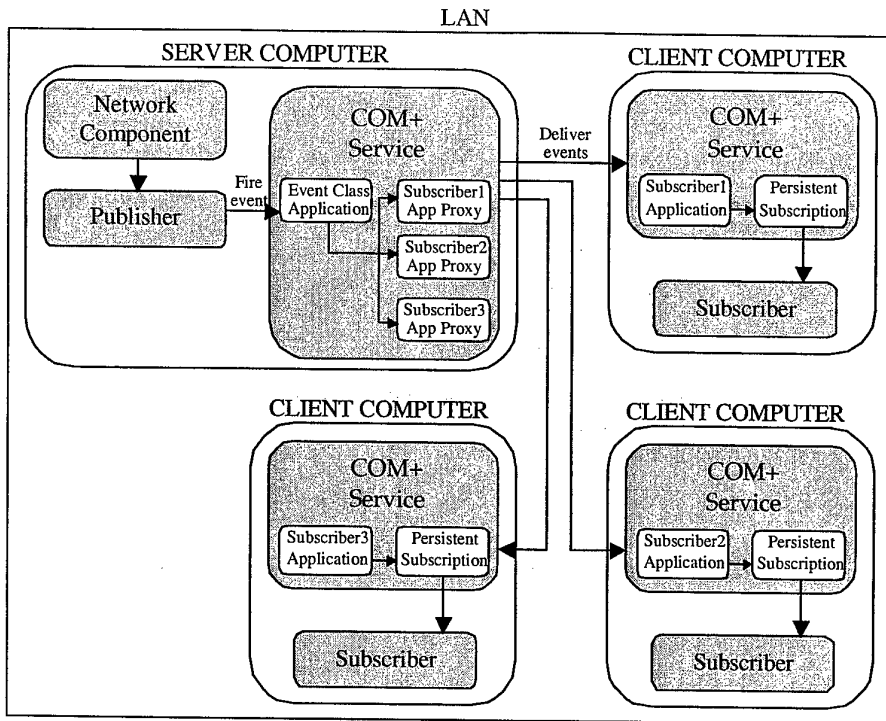 LAN
SERVER COMPUTER
Network
Component
Publisher
Fire
event
COM+
Service
Event Class
Application
Subscriber1
App Proxy
Subscriber2
App Proxy
Subscriber3
App Proxy
Deliver
events
CLIENT COMPUTER
COM+
Service
Subscriber1
Application
Persistent
Subscription
Subscriber
CLIENT COMPUTER
COM+
Service
Subscriber3
Application
Persistent
Subscription
Subscriber
CLIENT COMPUTER
COM+
Service
Subscriber2
Application
Persistent
Subscription
Subscriber